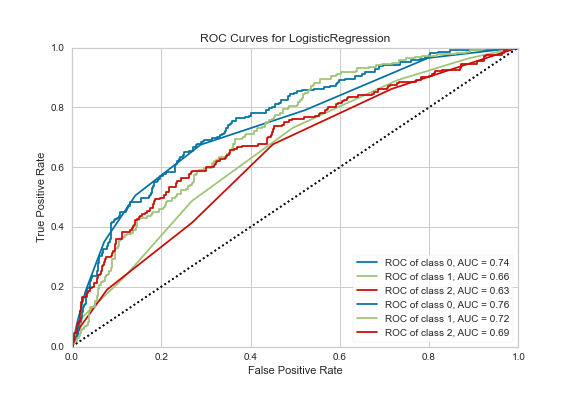 ROC Curves for LogisticRegression
1.0
0.8
0.6
0.4
0.2
0.0
True Positive Rate
ROC of class 0, AUC = 0.74
ROC of class 1, AUC = 0.66
ROC of class 2, AUC = 0.63
ROC of class 0, AUC = 0.76
ROC of class 1, AUC = 0.72
ROC of class 2, AUC = 0.69
0.0 0.2 0.4 0.6 0.8 1.0
False Positive Rate